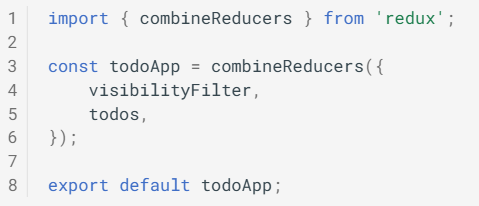 1 import { combineReducers } from 'redux';
2
3 const todoApp = combineReducers({
4     visibilityFilter,
5     todos,
6 });
7
8 export default todoApp;